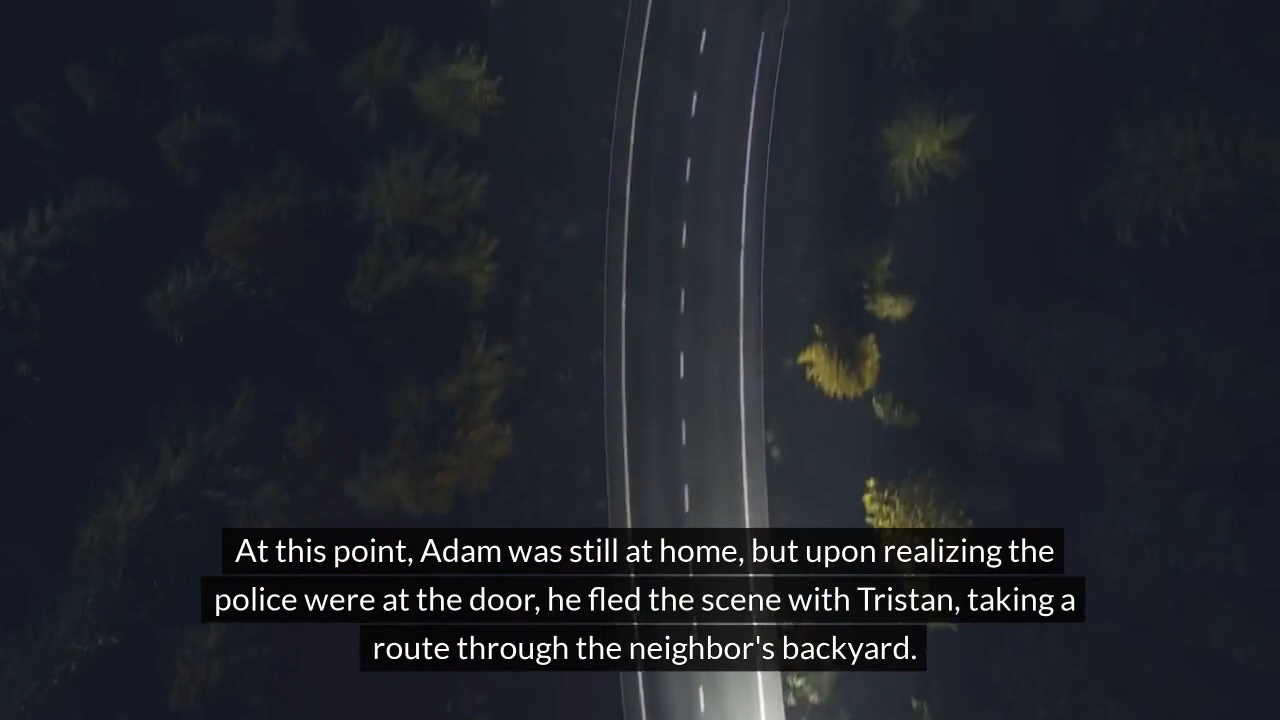 At this point, Adam was still at home, but upon realizing the
police were at the door, he fled the scene with Tristan, taking a
route through the neighbor's backyard.